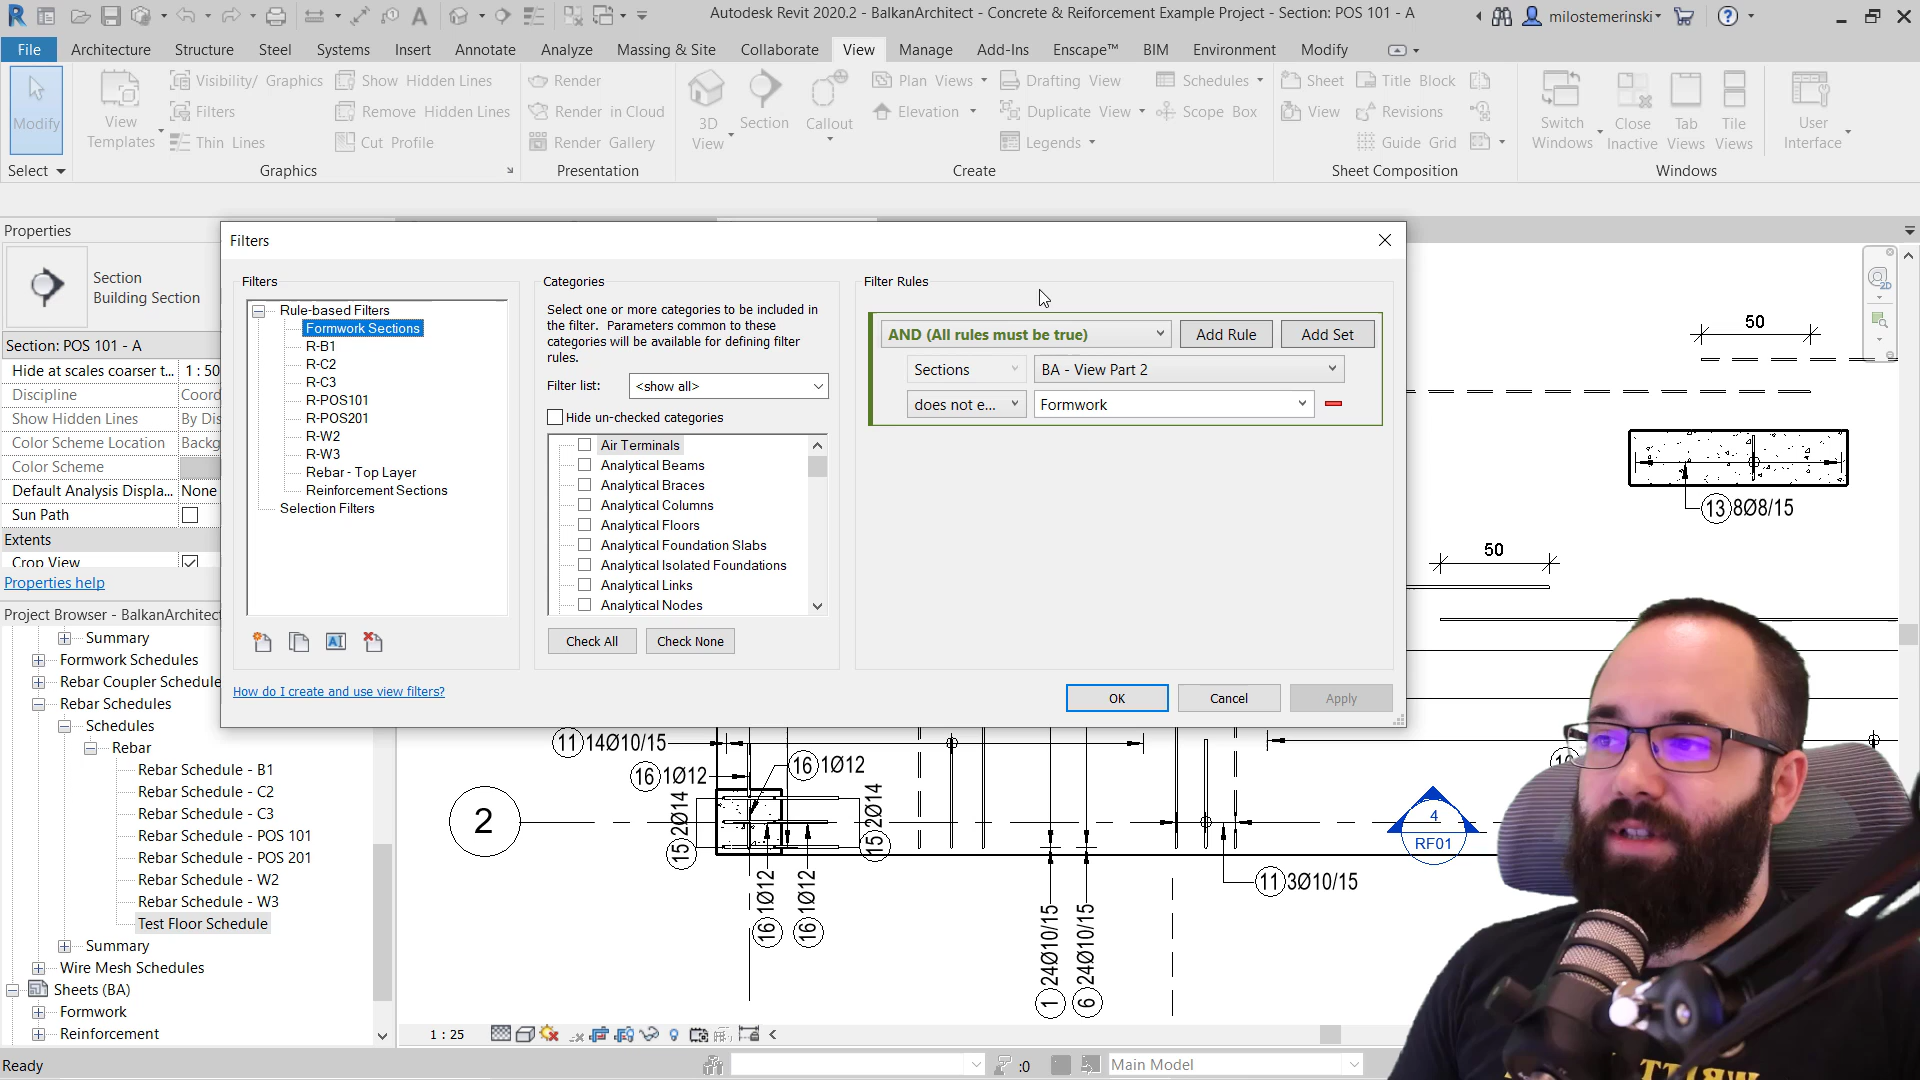 Autodesk Revit 2020.2 - BalkanArchitect - Concrete & Reiforcement Example Project - Section: POS 101 - A
milostemerinski
File
Architecture
Structure
Steel
Systems
Insert
Annotate
Analyze
Massing & Site
Collaborate
View
Manage
Add-Ins
Enscape™
BIM
Environment
Modify
Modify
View Templates
Visibility/ Graphics
Filters
Thin Lines
Show Hidden Lines
Remove Hidden Lines
Cut Profile
Render
Render in Cloud
Render Gallery
3D View
Section
Callout
Plan Views
Elevation
Drafting View
Duplicate View
Legends
Schedules
Scope Box
Sheet
View
Title Block
Revisions
Guide Grid
Switch Windows
Close Inactive
Tab Views
Tile Views
User Interface
Select
Graphics
Presentation
Create
Sheet Composition
Windows
Properties
Section
Building Section
Section: POS 101 - A
Hide at scales coarser t... 1 : 50
Discipline Coord
Show Hidden Lines By Dis
Color Scheme Location Backg
Color Scheme
Default Analysis Displa... None
Sun Path
Extents
Crop View
Properties help
Project Browser - BalkanArchitect
Summary
Formwork Schedules
Rebar Coupler Schedule
Rebar Schedules
Schedules
Rebar
Rebar Schedule - B1
Rebar Schedule - C2
Rebar Schedule - C3
Rebar Schedule - POS 101
Rebar Schedule - POS 201
Rebar Schedule - W2
Rebar Schedule - W3
Test Floor Schedule
Summary
Wire Mesh Schedules
Sheets (BA)
Formwork
Reinforcement
Ready
Filters
Filters
Rule-based Filters
Formwork Sections
R-B1
R-C2
R-C3
R-POS101
R-POS201
R-W2
R-W3
Rebar - Top Layer
Reinforcement Sections
Selection Filters
How do I create and use view filters?
Categories
Select one or more categories to be included in
the filter. Parameters common to these
categories will be available for defining filter
rules.
Filter list: <show all>
Hide un-checked categories
Air Terminals
Analytical Beams
Analytical Braces
Analytical Columns
Analytical Floors
Analytical Foundation Slabs
Analytical Isolated Foundations
Analytical Links
Analytical Nodes
Check All
Check None
Filter Rules
AND (All rules must be true)
Add Rule
Add Set
Sections
BA - View Part 2
does not e...
Formwork
OK
Cancel
Apply
50
13 8Ø8/15
50
11 14Ø10/15
16 1Ø12
16 1Ø12
2
15 2Ø14
15 2Ø14
16 1Ø12
16 1Ø12
1 24Ø10/15
6 24Ø10/15
11 3Ø10/15
4
RF01
1 : 25
:0
Main Model
2D